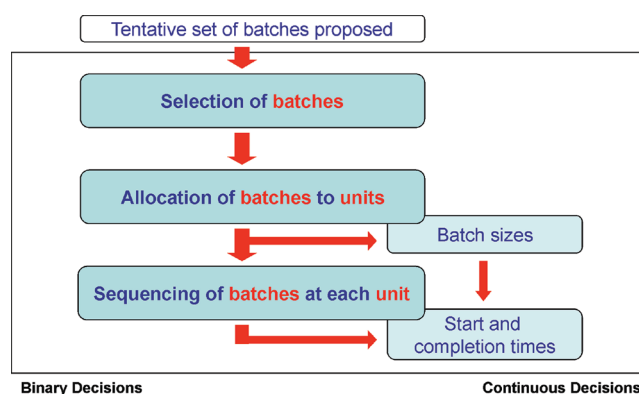 Tentative set of batches proposed
Selection of batches
Allocation of batches to units
Batch sizes
Sequencing of batches at each unit
Start and
completion times
Binary Decisions
Continuous Decisions